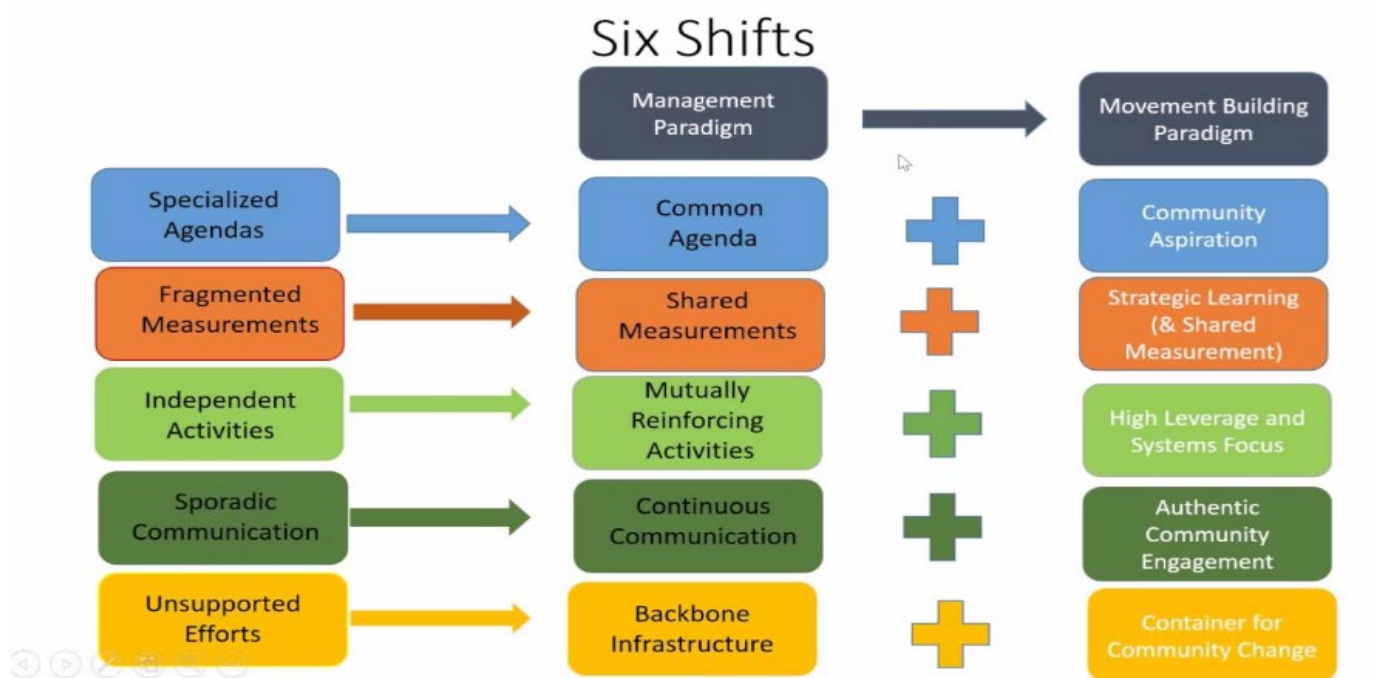 Six Shifts
Management
Paradigm
Movement Building
Paradigm
Specialized
Agendas
Common
Agenda
Community
Aspiration
Fragmented
Measurements
Shared
Measurements
Strategic Learning
(& Shared
Measurement)
Independent
Activities
Mutually
Reinforcing
Activities
High Leverage and
Systems Focus
Sporadic
Communication
Continuous
Communication
Authentic
Community
Engagement
Unsupported
Efforts
Backbone
Infrastructure
Container for
Community Change